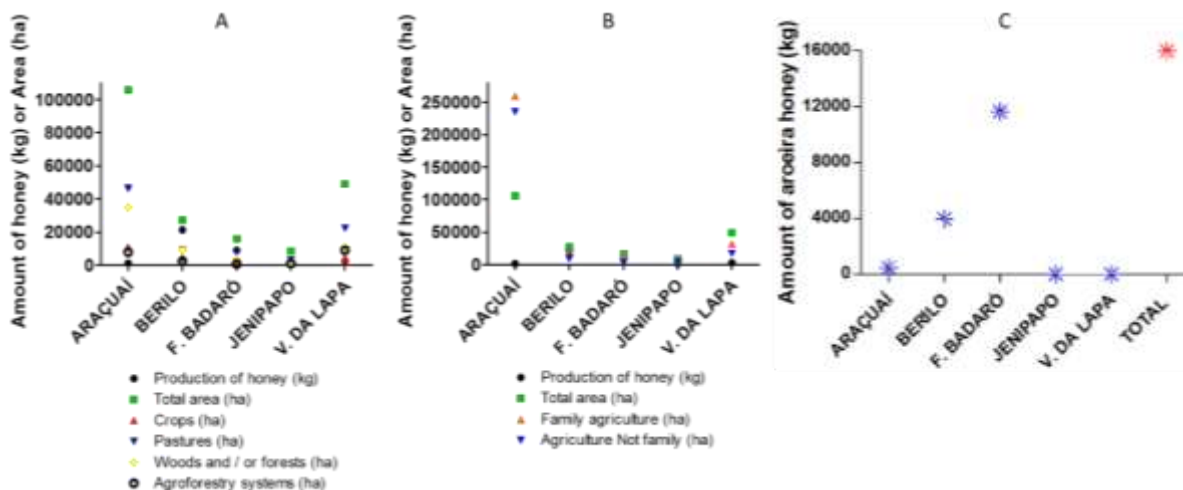 A
Amount of honey (kg) or Area (ha)
100000
80000
60000
40000
20000
0
ARAÇUAÍ
BERILO
F. BADARÓ
JENIPAPO
V. DA LAPA
Production of honey (kg)
Total area (ha)
Crops (ha)
Pastures (ha)
Woods and / or forests (ha)
Agroforestry systems (ha)
B
Amount of honey (kg) or Area (ha)
250000
200000
150000
100000
50000
0
ARAÇUAÍ
BERILO
F. BADARÓ
JENIPAPO
V. DA LAPA
Production of honey (kg)
Total area (ha)
Family agriculture (ha)
Agriculture Not family (ha)
C
Amount of aroeira honey (kg)
16000
12000
8000
4000
0
ARAÇUAÍ
BERILO
F. BADARÓ
JENIPAPO
V. DA LAPA
TOTAL